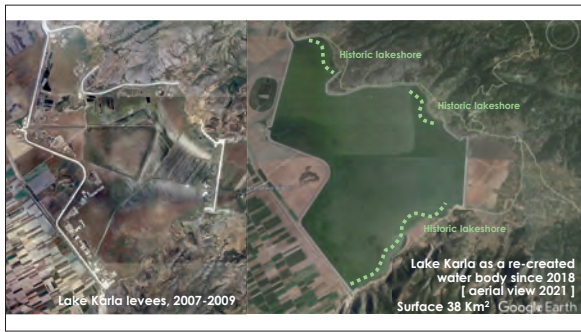 Historic lakeshore
Historic lakeshore
Historic lakeshore
Lake Karla levees, 2007-2009
Lake Karla as a re-created
water body since 2018
[ aerial view 2021 ]
Surface 38 Km²
Google Earth